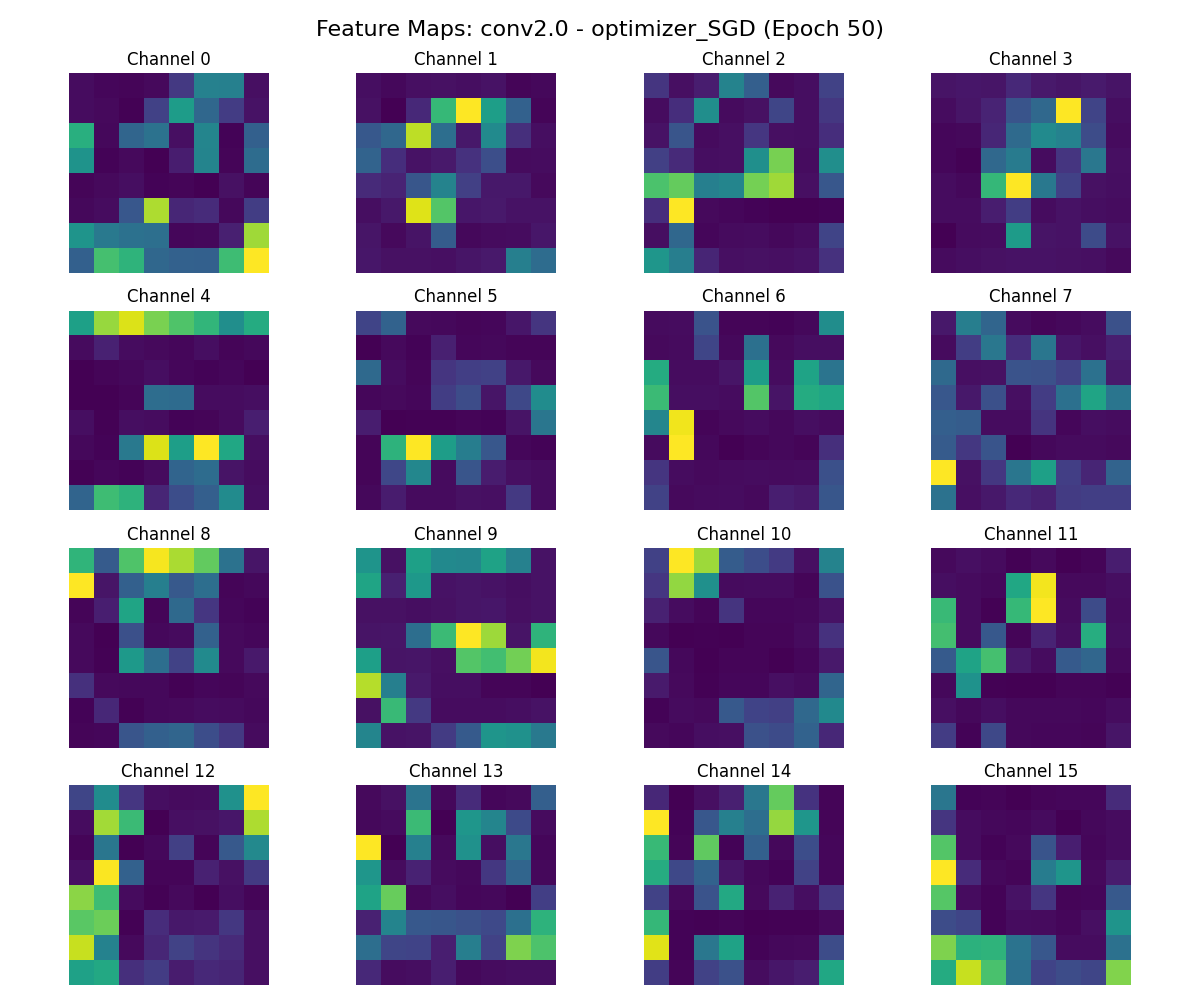 Feature Maps: conv2.0 - optimizer_SGD (Epoch 50)
Channel 0
Channel 1
Channel 2
Channel 3
Channel 4
Channel 5
Channel 6
Channel 7
Channel 8
Channel 9
Channel 10
Channel 11
Channel 12
Channel 13
Channel 14
Channel 15